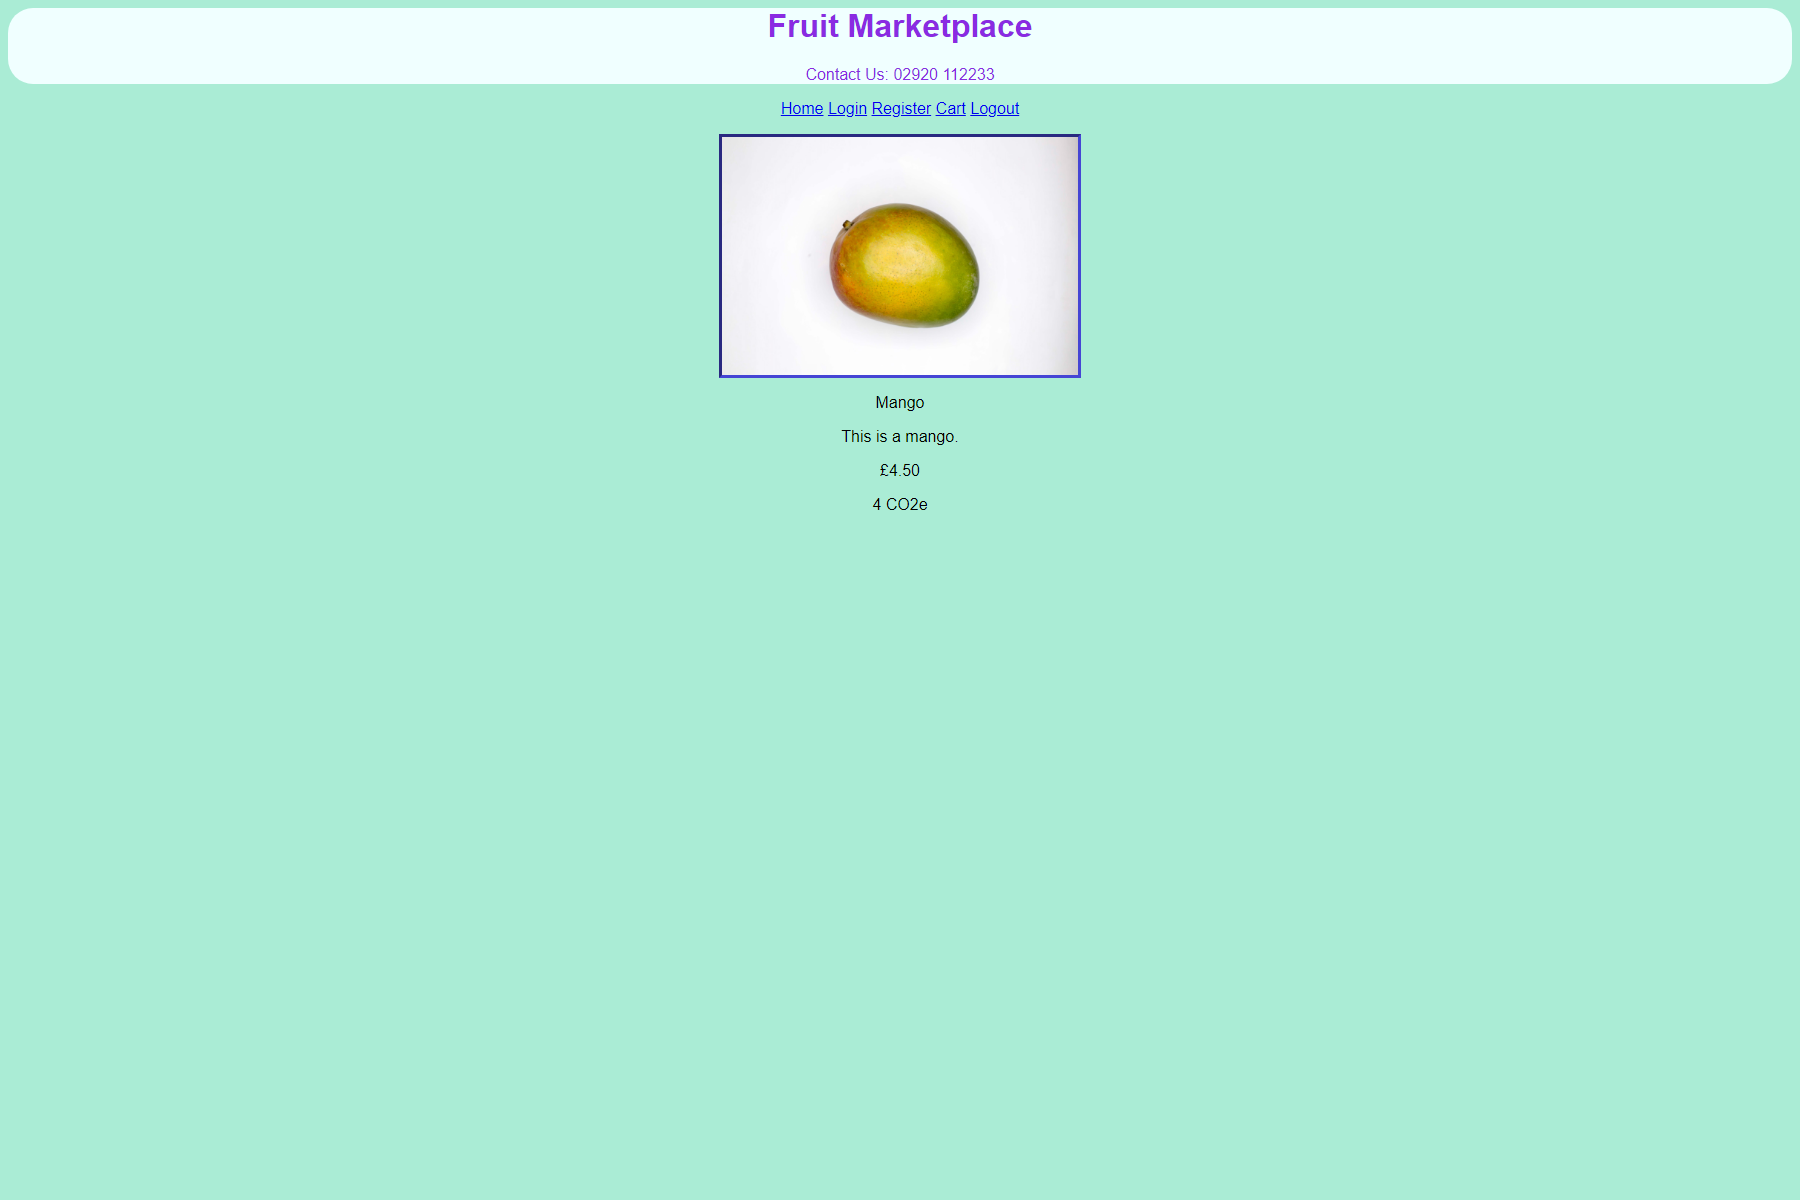 Fruit Marketplace
Contact Us: 02920 112233
Home Login Register Cart Logout
Mango
This is a mango.
£4.50
4 CO2e